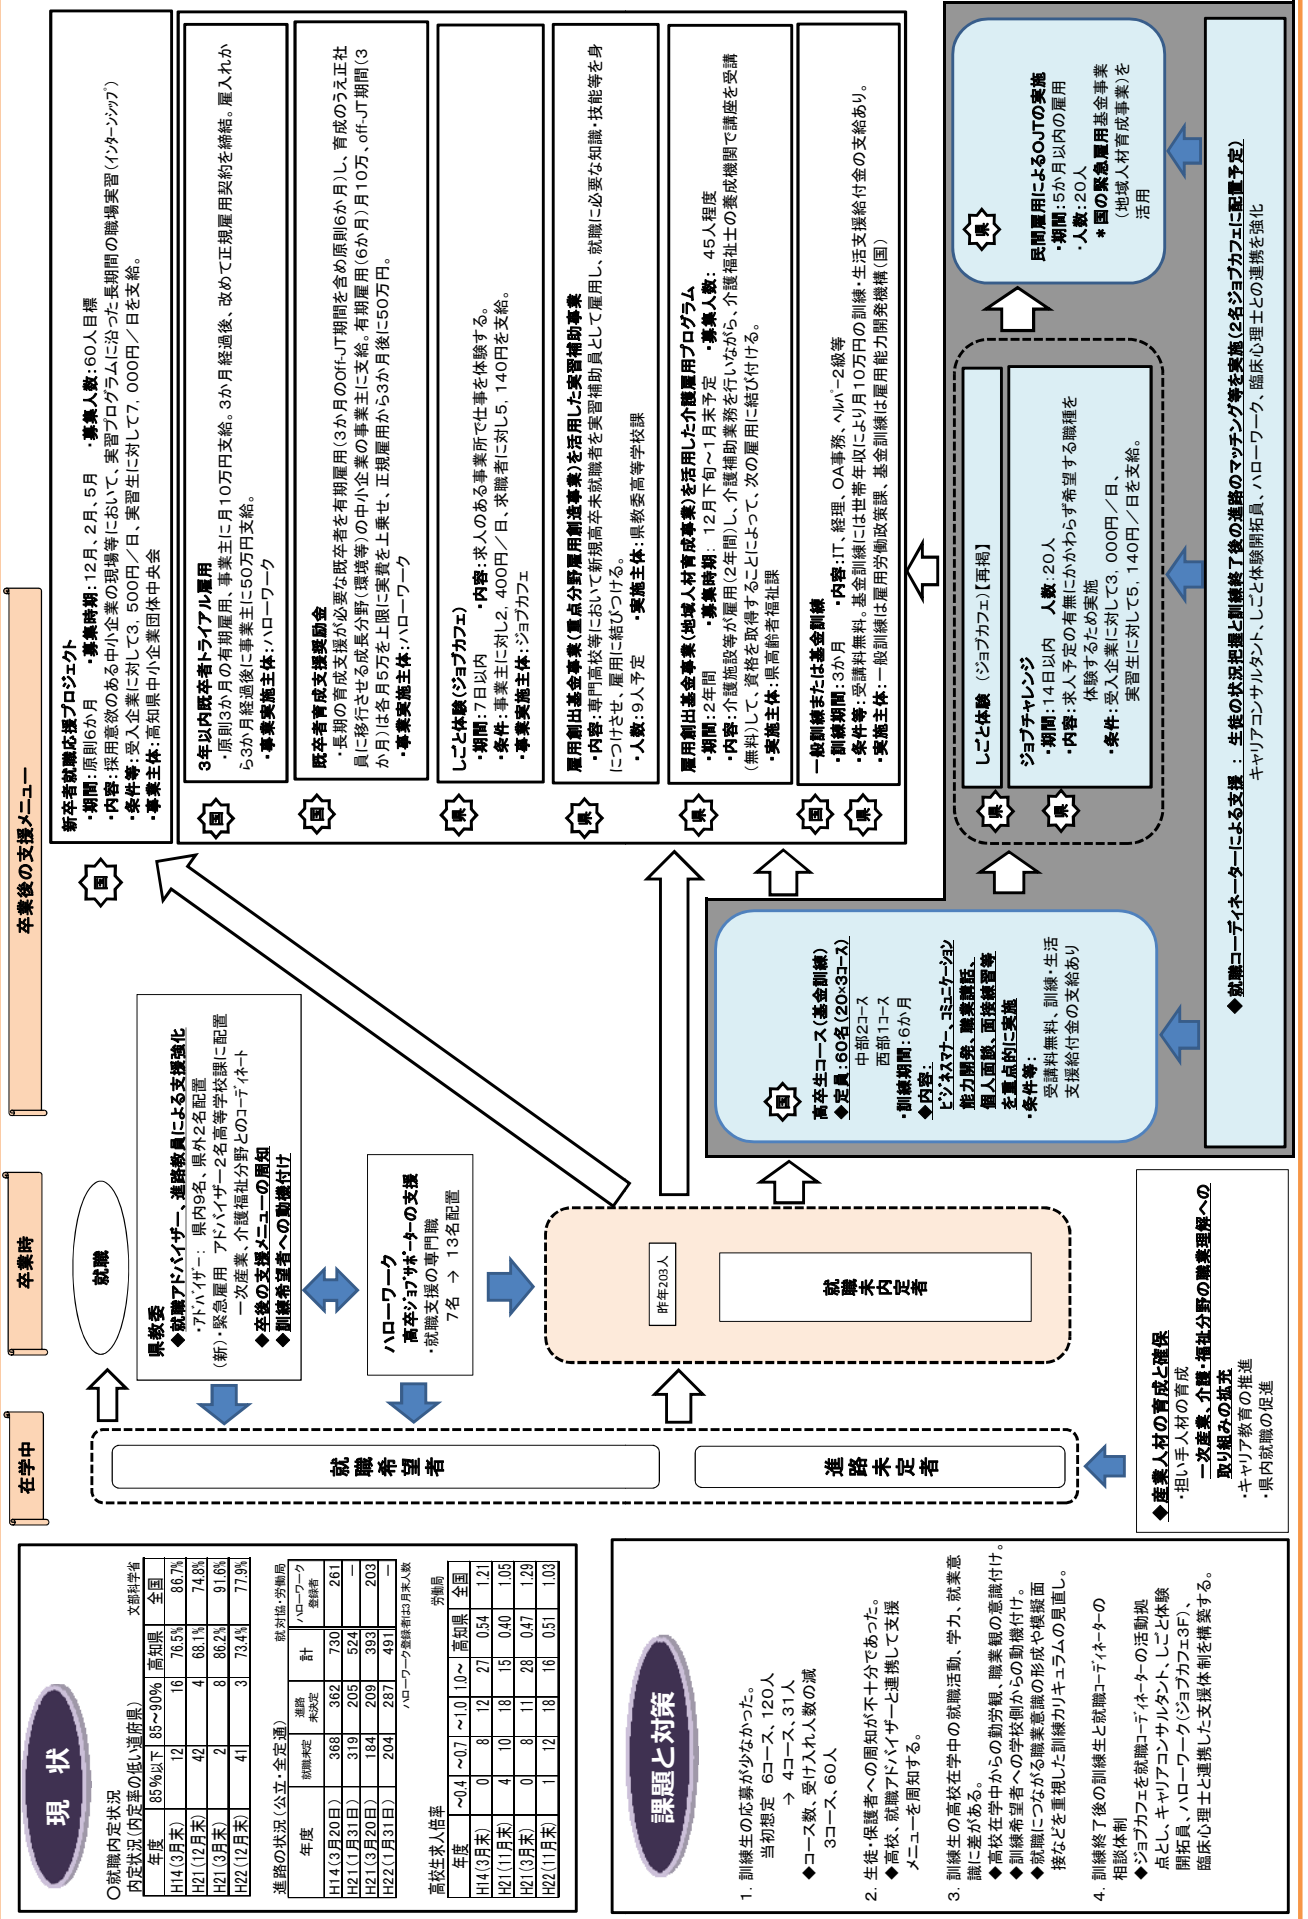 在学中
卒業時
卒業後の支援メニュー
現 状
○就職内定状況
内定状況(内定率の低い道府県)
文部科学省
年度 85%以下 85~90% 高知県 全国
H14(3月末) 12 16 76.5% 86.7%
H21(12月末) 42 4 68.1% 74.8%
H21(3月末) 2 8 86.2% 91.6%
H22(12月末) 41 3 73.4% 77.9%
進路の状況(公立・全定通)
就対協・労働局
年度 就職未定 進路未決定 計 ハローワーク登録者
H14(3月20日) 368 362 730 261
H21(1月31日) 319 205 524 ―
H21(3月20日) 184 209 393 203
H22(1月31日) 204 287 491 ―
ハローワーク登録者は3月末人数
高校生求人倍率
労働局
年度 ~0.4 ~0.7 ~1.0 1.0~ 高知県 全国
H14(3月末) 0 8 12 27 0.54 1.21
H21(11月末) 4 10 18 15 0.40 1.05
H21(3月末) 0 8 11 28 0.47 1.29
H22(11月末) 1 12 18 16 0.51 1.03
課題と対策
1. 訓練生の応募が少なかった。
当初想定 6コース、120人
→ 4コース、31人
◆コース数、受け入れ人数の減
3コース、60人
2. 生徒・保護者への周知が不十分であった。
◆高校、就職アドバイザーと連携して支援
メニューを周知する。
3. 訓練生の高校在学中の就職活動、学力、就業意
識に差がある。
◆高校在学中からの勤労観、職業観の意識付け。
◆訓練希望者への学校側からの動機付け。
◆就職につながる職業意識の形成や模擬面
接などを重視した訓練カリキュラムの見直し。
4. 訓練終了後の訓練生と就職コーディネーターの
相談体制
◆ジョブカフェを就職コーディネーターの活動拠
点とし、キャリアコンサルタント、しごと体験
開拓員、ハローワーク(ジョブカフェ3F)、
臨床心理士と連携した支援体制を構築する。
就職希望者
進路未定者
就職
県教委
◆就職アドバイザー、進路教員による支援強化
・アドバイザー: 県内9名、県外2名配置
(新)・緊急雇用 アドバイザー2名高等学校課に配置
一次産業、介護福祉分野とのコーディネート
◆卒後の支援メニューの周知
◆訓練希望者への動機付け
ハローワーク
高卒ジョブサポーターの支援
・就職支援の専門職
7名 → 13名配置
昨年203人
就職未内定者
◆産業人材の育成と確保
・担い手人材の育成
一次産業、介護・福祉分野の職業理解への
取り組みの拡充
・キャリア教育の推進
・県内就職の促進
国
新卒者就職応援プロジェクト
・期間:原則6か月 ・募集時期:12月、2月、5月 ・募集人数:60人目標
・内容:採用意欲のある中小企業の現場等において、実習プログラムに沿った長期間の職場実習(インターンシップ)
・条件等:受入企業に対して3,500円/日、実習生に対して7,000円/日を支給。
・事業主体:高知県中小企業団体中央会
国
3年以内既卒者トライアル雇用
・原則3か月の有期雇用、事業主に月10万円支給。3か月経過後、改めて正規雇用契約を締結。雇入れか
ら3か月経過後に事業主に50万円支給。
・事業実施主体:ハローワーク
国
既卒者育成支援奨励金
・長期の育成支援が必要な既卒者を有期雇用(3か月のOff-JT期間を含め原則6か月)し、育成のうえ正社
員に移行させる成長分野(環境等)の中小企業の事業主に支給。有期雇用(6か月)月10万、off-JT期間(3
か月)は各月5万を上限に実費を上乗せ、正規雇用から3か月後に50万円。
・事業実施主体:ハローワーク
県
しごと体験(ジョブカフェ)
・期間:7日以内 ・内容:求人のある事業所で仕事を体験する。
・条件:事業主に対し2,400円/日、求職者に対し5,140円を支給。
・事業実施主体:ジョブカフェ
県
雇用創出基金事業(重点分野雇用創造事業)を活用した実習補助事業
・内容:専門高校等において新規高卒未就職者を実習補助員として雇用し、就職に必要な知識・技能等を身
につけさせ、雇用に結びつける。
・人数:9人予定 ・実施主体:県教委高等学校課
県
雇用創出基金事業(地域人材育成事業)を活用した介護雇用プログラム
・期間:2年間 ・募集時期: 12月下旬~1月末予定 ・募集人数: 45人程度
・内容:介護施設等が雇用(2年間)し、介護補助業務を行いながら、介護福祉士の養成機関で講座を受講
(無料)して、資格を取得することによって、次の雇用に結び付ける。
・実施主体:県高齢者福祉課
国
県
一般訓練または基金訓練
・訓練期間:3か月 ・内容:IT、経理、OA事務、ヘルパー2級等
・条件等:受講料無料。基金訓練には世帯年収により月10万円の訓練・生活支援給付金の支給あり。
・実施主体:一般訓練は雇用労働政策課、基金訓練は雇用能力開発機構(国)
国
高卒生コース(基金訓練)
◆定員:60名(20×3コース)
中部2コース
西部1コース
・訓練期間:6か月
◆内容:
ビジネスマナー、コミュニケーション
能力開発、職業講話、
個人面談、面接練習等
を重点的に実施
・条件等:
受講料無料、訓練・生活
支援給付金の支給あり
県
しごと体験 (ジョブカフェ)【再掲】
県
ジョブチャレンジ
・期間:14日以内 人数:20人
・内容:求人予定の有無にかかわらず希望する職種を
体験するため実施
・条件:受入企業に対して3,000円/日、
実習生に対して5,140円/日を支給。
県
民間雇用によるOJTの実施
・期間:5か月以内の雇用
・人数:20人
*国の緊急雇用基金事業
(地域人材育成事業)を
活用
◆就職コーディネーターによる支援 : 生徒の状況把握と訓練終了後の進路のマッチング等を実施(2名ジョブカフェに配置予定)
キャリアコンサルタント、しごと体験開拓員、ハローワーク、臨床心理士との連携を強化